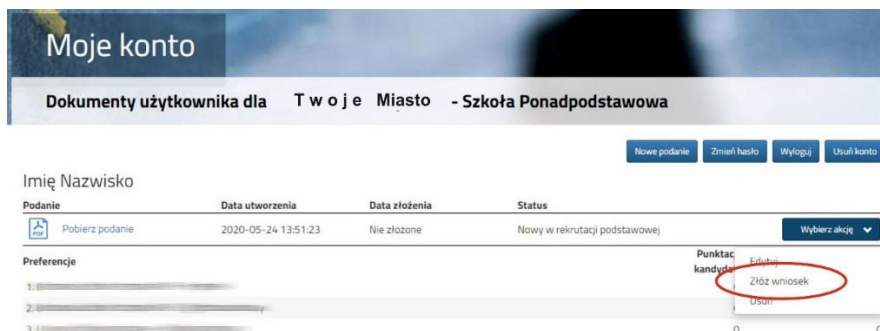 Moje konto
Dokumenty użytkownika dla Twoje Miasto - Szkoła Ponadpodstawowa
Nowe podanie Zmień hasło Wyloguj Usuń konto
Imię Nazwisko
Podanie Data utworzenia Data złożenia Status
PDF Pobierz podanie 2020-05-24 13:51:23 Nie złożone Nowy w rekrutacji podstawowej Wybierz akcję
Preferencje
Edytuj
Złóż wniosek
Usuń
1.
2.
3.
0